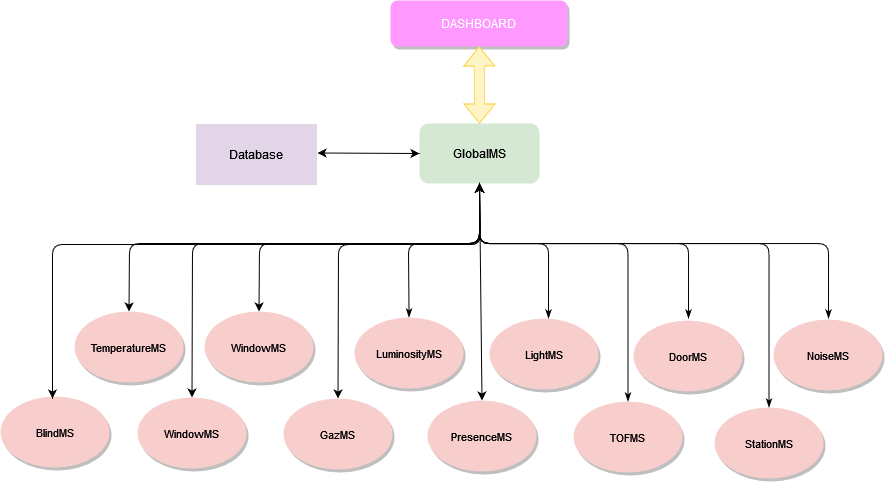 DASHBOARD
Database
GlobalMS
TemperatureMS
WindowMS
LuminosityMS
LightMS
DoorMS
NoiseMS
BlindMS
WindowMS
GazMS
PresenceMS
TOFMS
StationMS